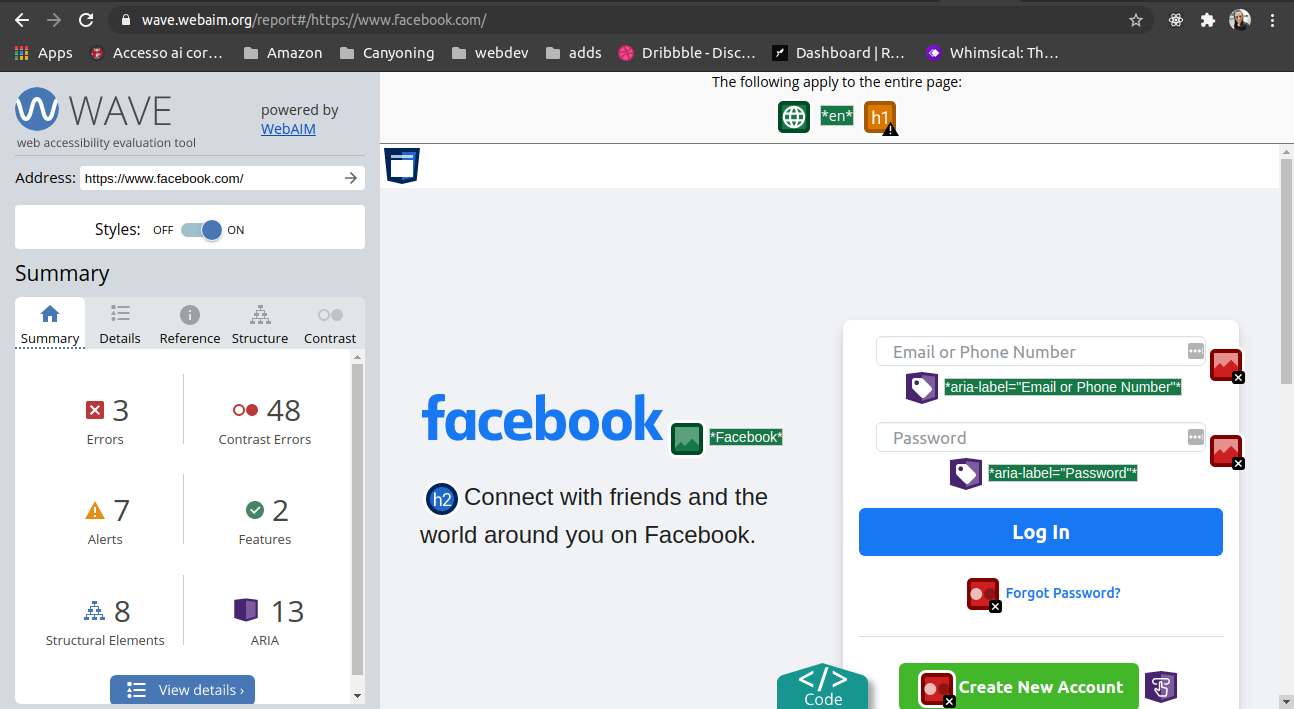 wave.webaim.org/report#/https://www.facebook.com/
Apps Accesso ai cor… Amazon Canyoning webdev adds Dribbble - Disc… Dashboard | R… Whimsical: Th…
WAVE
web accessibility evaluation tool
powered by
WebAIM
Address: https://www.facebook.com/
Styles: OFF ON
Summary
Summary Details Reference Structure Contrast
3
Errors
48
Contrast Errors
7
Alerts
2
Features
8
Structural Elements
13
ARIA
View details ›
The following apply to the entire page:
*en* h1
facebook *Facebook*
h2 Connect with friends and the
world around you on Facebook.
Email or Phone Number
*aria-label="Email or Phone Number"*
Password
*aria-label="Password"*
Log In
Forgot Password?
Create New Account
</>
Code